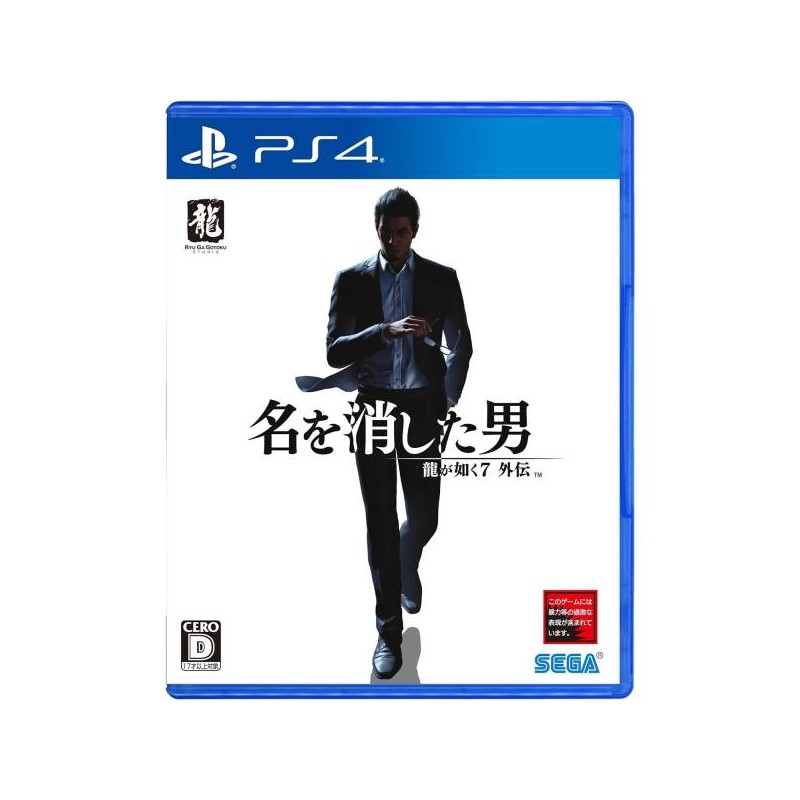 PS4
龍
RYU GA GOTOKU
STUDIO
名を消した男
龍が如く7 外伝 ™
このゲームには
暴力等の過激な
表現が含まれて
います。
CERO
D
17才以上対象
SEGA®